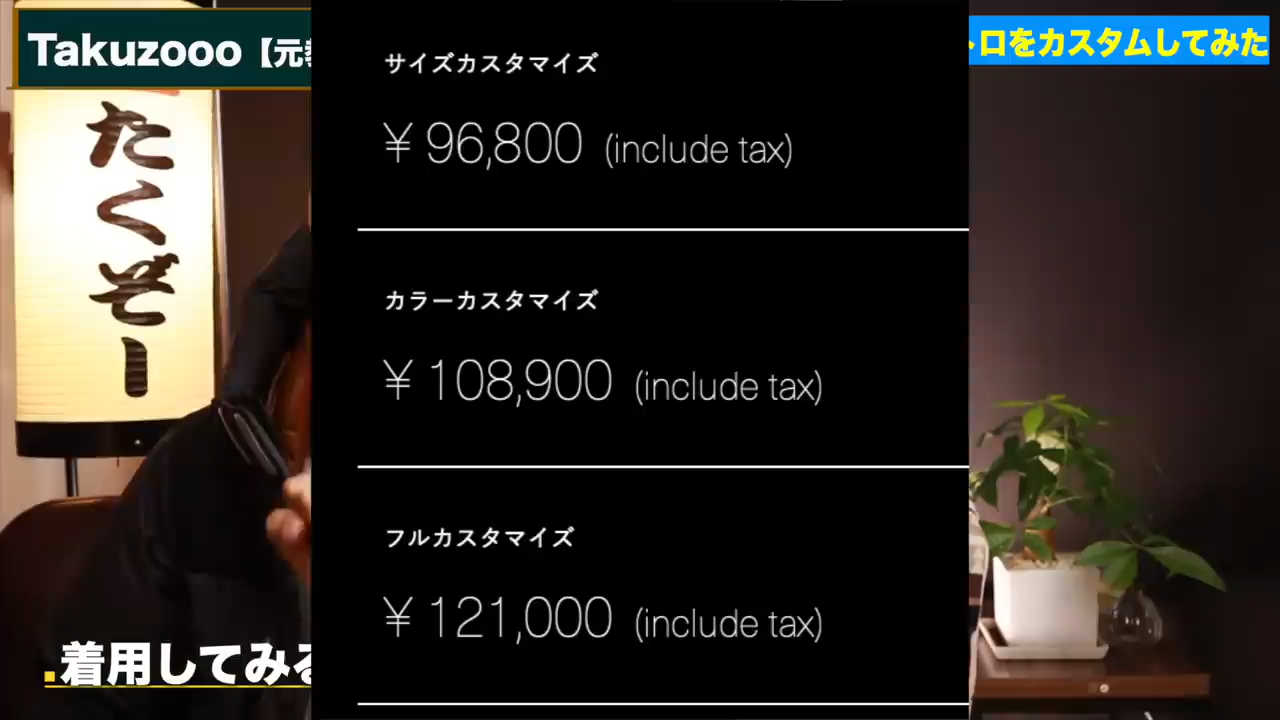 Takuzooo【元
トロをカスタムしてみた
たくぞー
サイズカスタマイズ
¥ 96,800 (include tax)
カラーカスタマイズ
¥ 108,900 (include tax)
フルカスタマイズ
¥ 121,000 (include tax)
.着用してみる